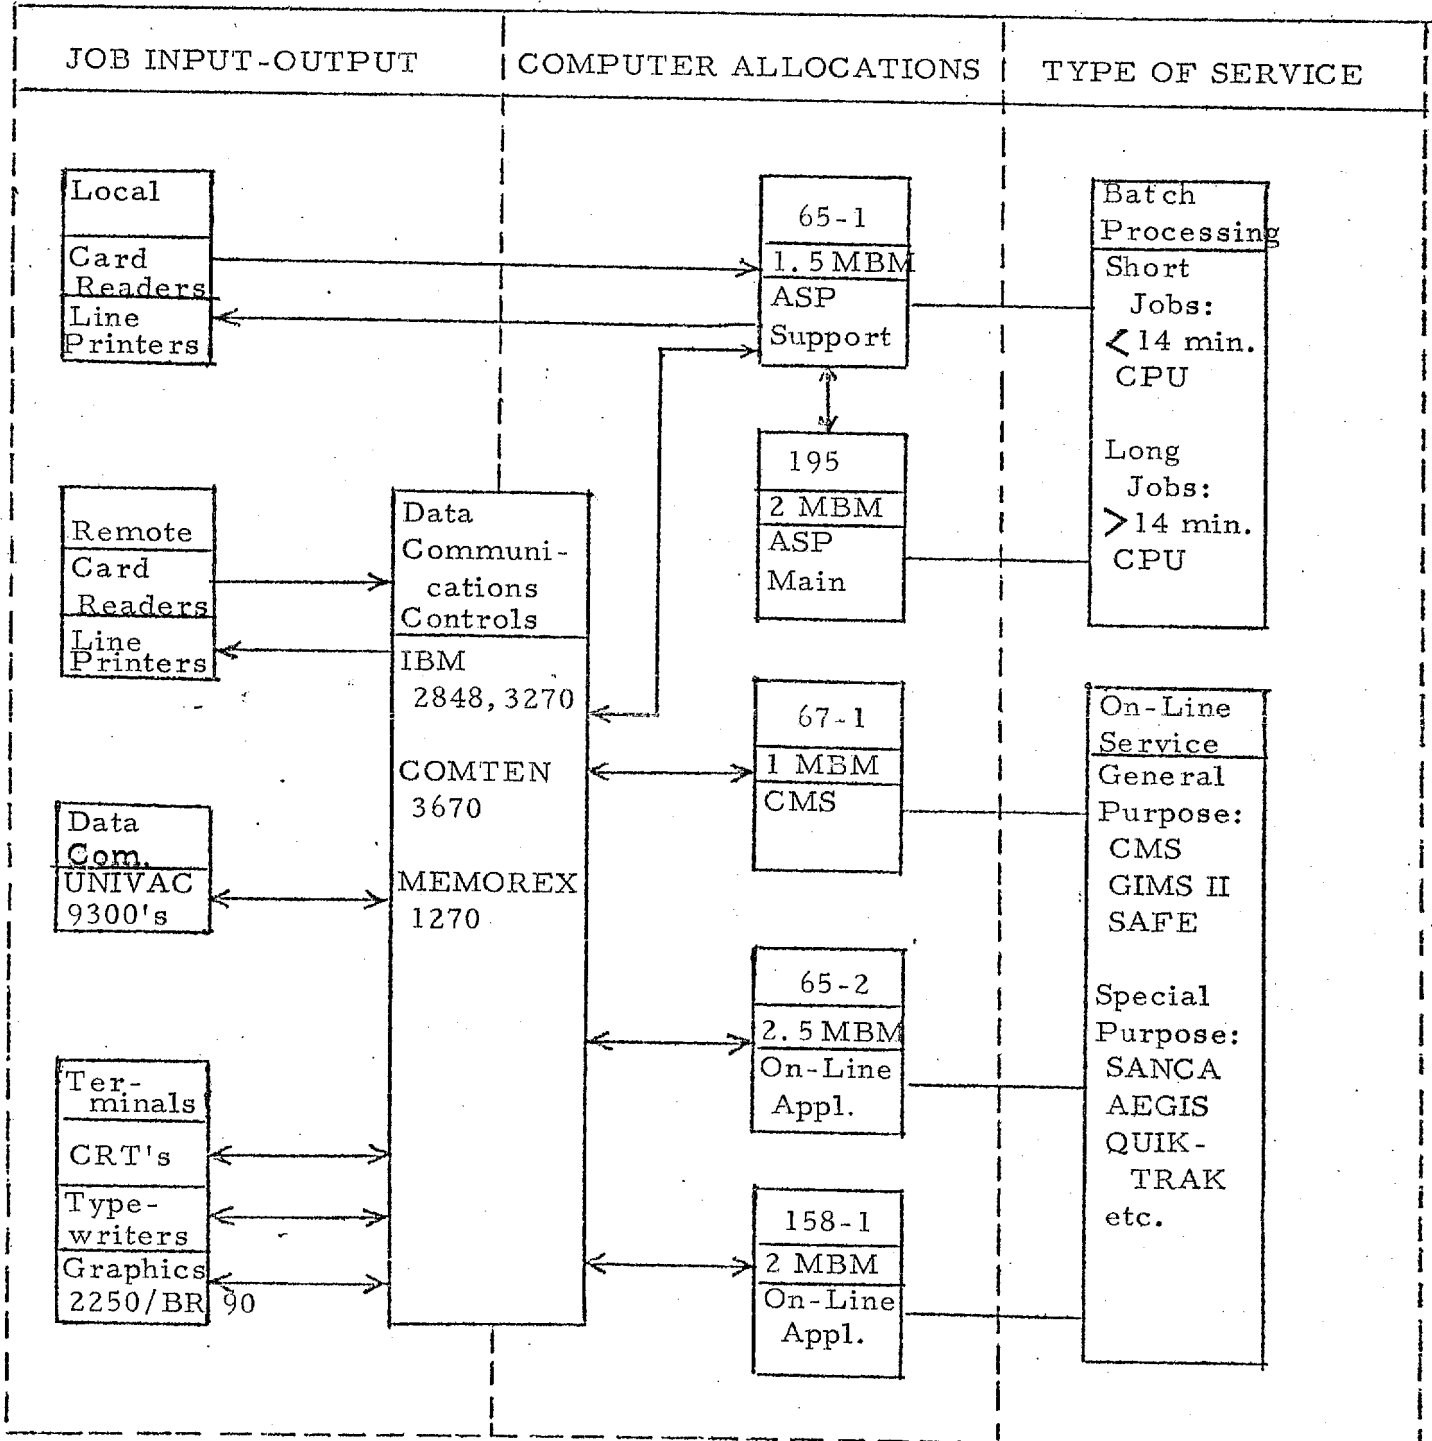 JOB INPUT-OUTPUT
COMPUTER ALLOCATIONS
TYPE OF SERVICE
Local
Card
Readers
Line
Printers
Remote
Card
Readers
Line
Printers
Data
Com.
UNIVAC
9300's
Ter-
minals
CRT's
Type-
writers
Graphics
2250/BR 90
Data
Communi-
cations
Controls
IBM
2848, 3270
COMTEN
3670
MEMOREX
1270
65-1
1.5 MBM
ASP
Support
195
2 MBM
ASP
Main
67-1
1 MBM
CMS
65-2
2.5 MBM
On-Line
Appl.
158-1
2 MBM
On-Line
Appl.
Batch
Processing
Short
Jobs:
< 14 min.
CPU
Long
Jobs:
> 14 min.
CPU
On-Line
Service
General
Purpose:
CMS
GIMS II
SAFE
Special
Purpose:
SANCA
AEGIS
QUIK-
TRAK
etc.